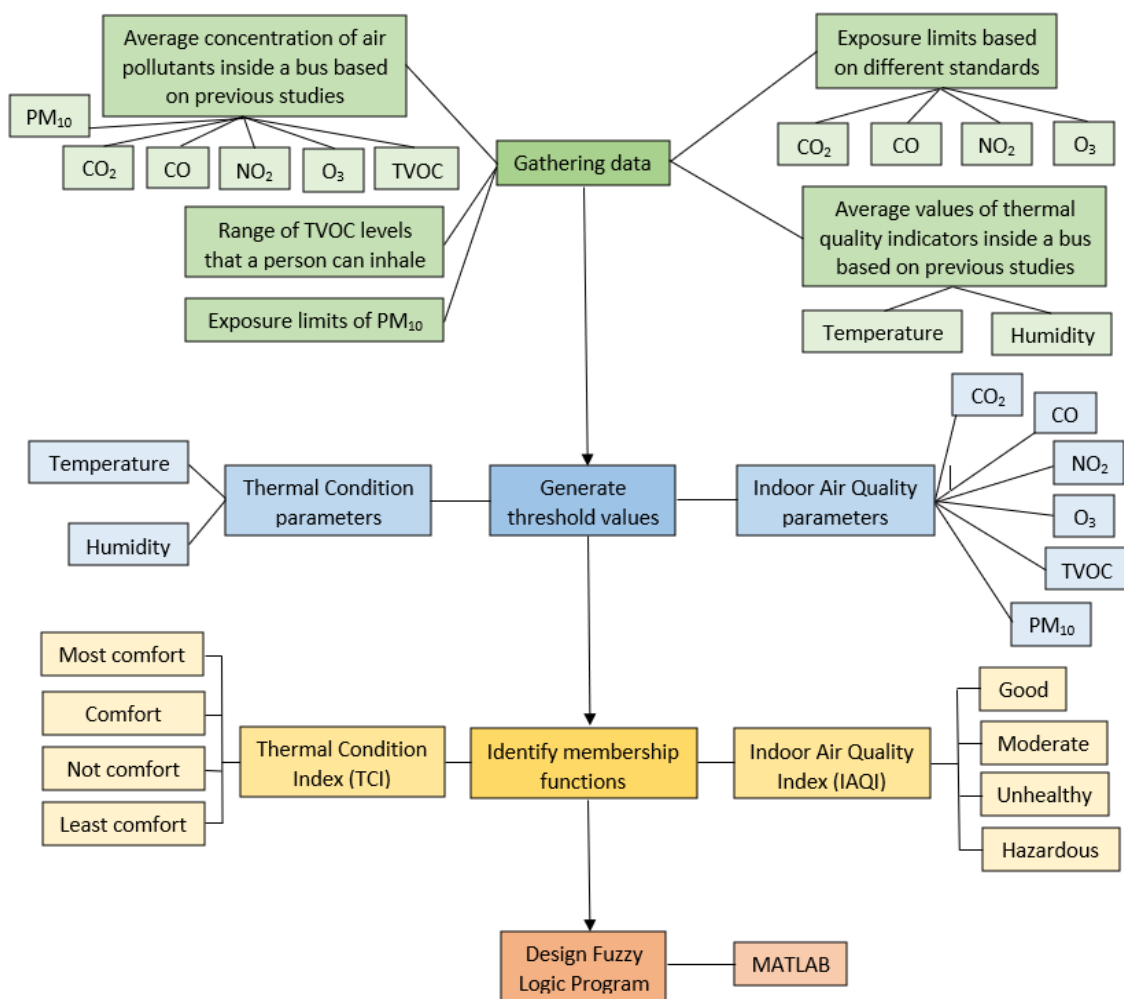 Average concentration of air
pollutants inside a bus based
on previous studies
PM₁₀
CO₂
CO
NO₂
O₃
TVOC
Range of TVOC levels
that a person can inhale
Exposure limits of PM₁₀
Gathering data
Exposure limits based
on different standards
CO₂
CO
NO₂
O₃
Average values of thermal
quality indicators inside a bus
based on previous studies
Temperature
Humidity
Temperature
Humidity
Thermal Condition
parameters
Generate
threshold values
Indoor Air Quality
parameters
CO₂
CO
NO₂
O₃
TVOC
PM₁₀
Most comfort
Comfort
Not comfort
Least comfort
Thermal Condition
Index (TCI)
Identify membership
functions
Indoor Air Quality
Index (IAQI)
Good
Moderate
Unhealthy
Hazardous
Design Fuzzy
Logic Program
MATLAB